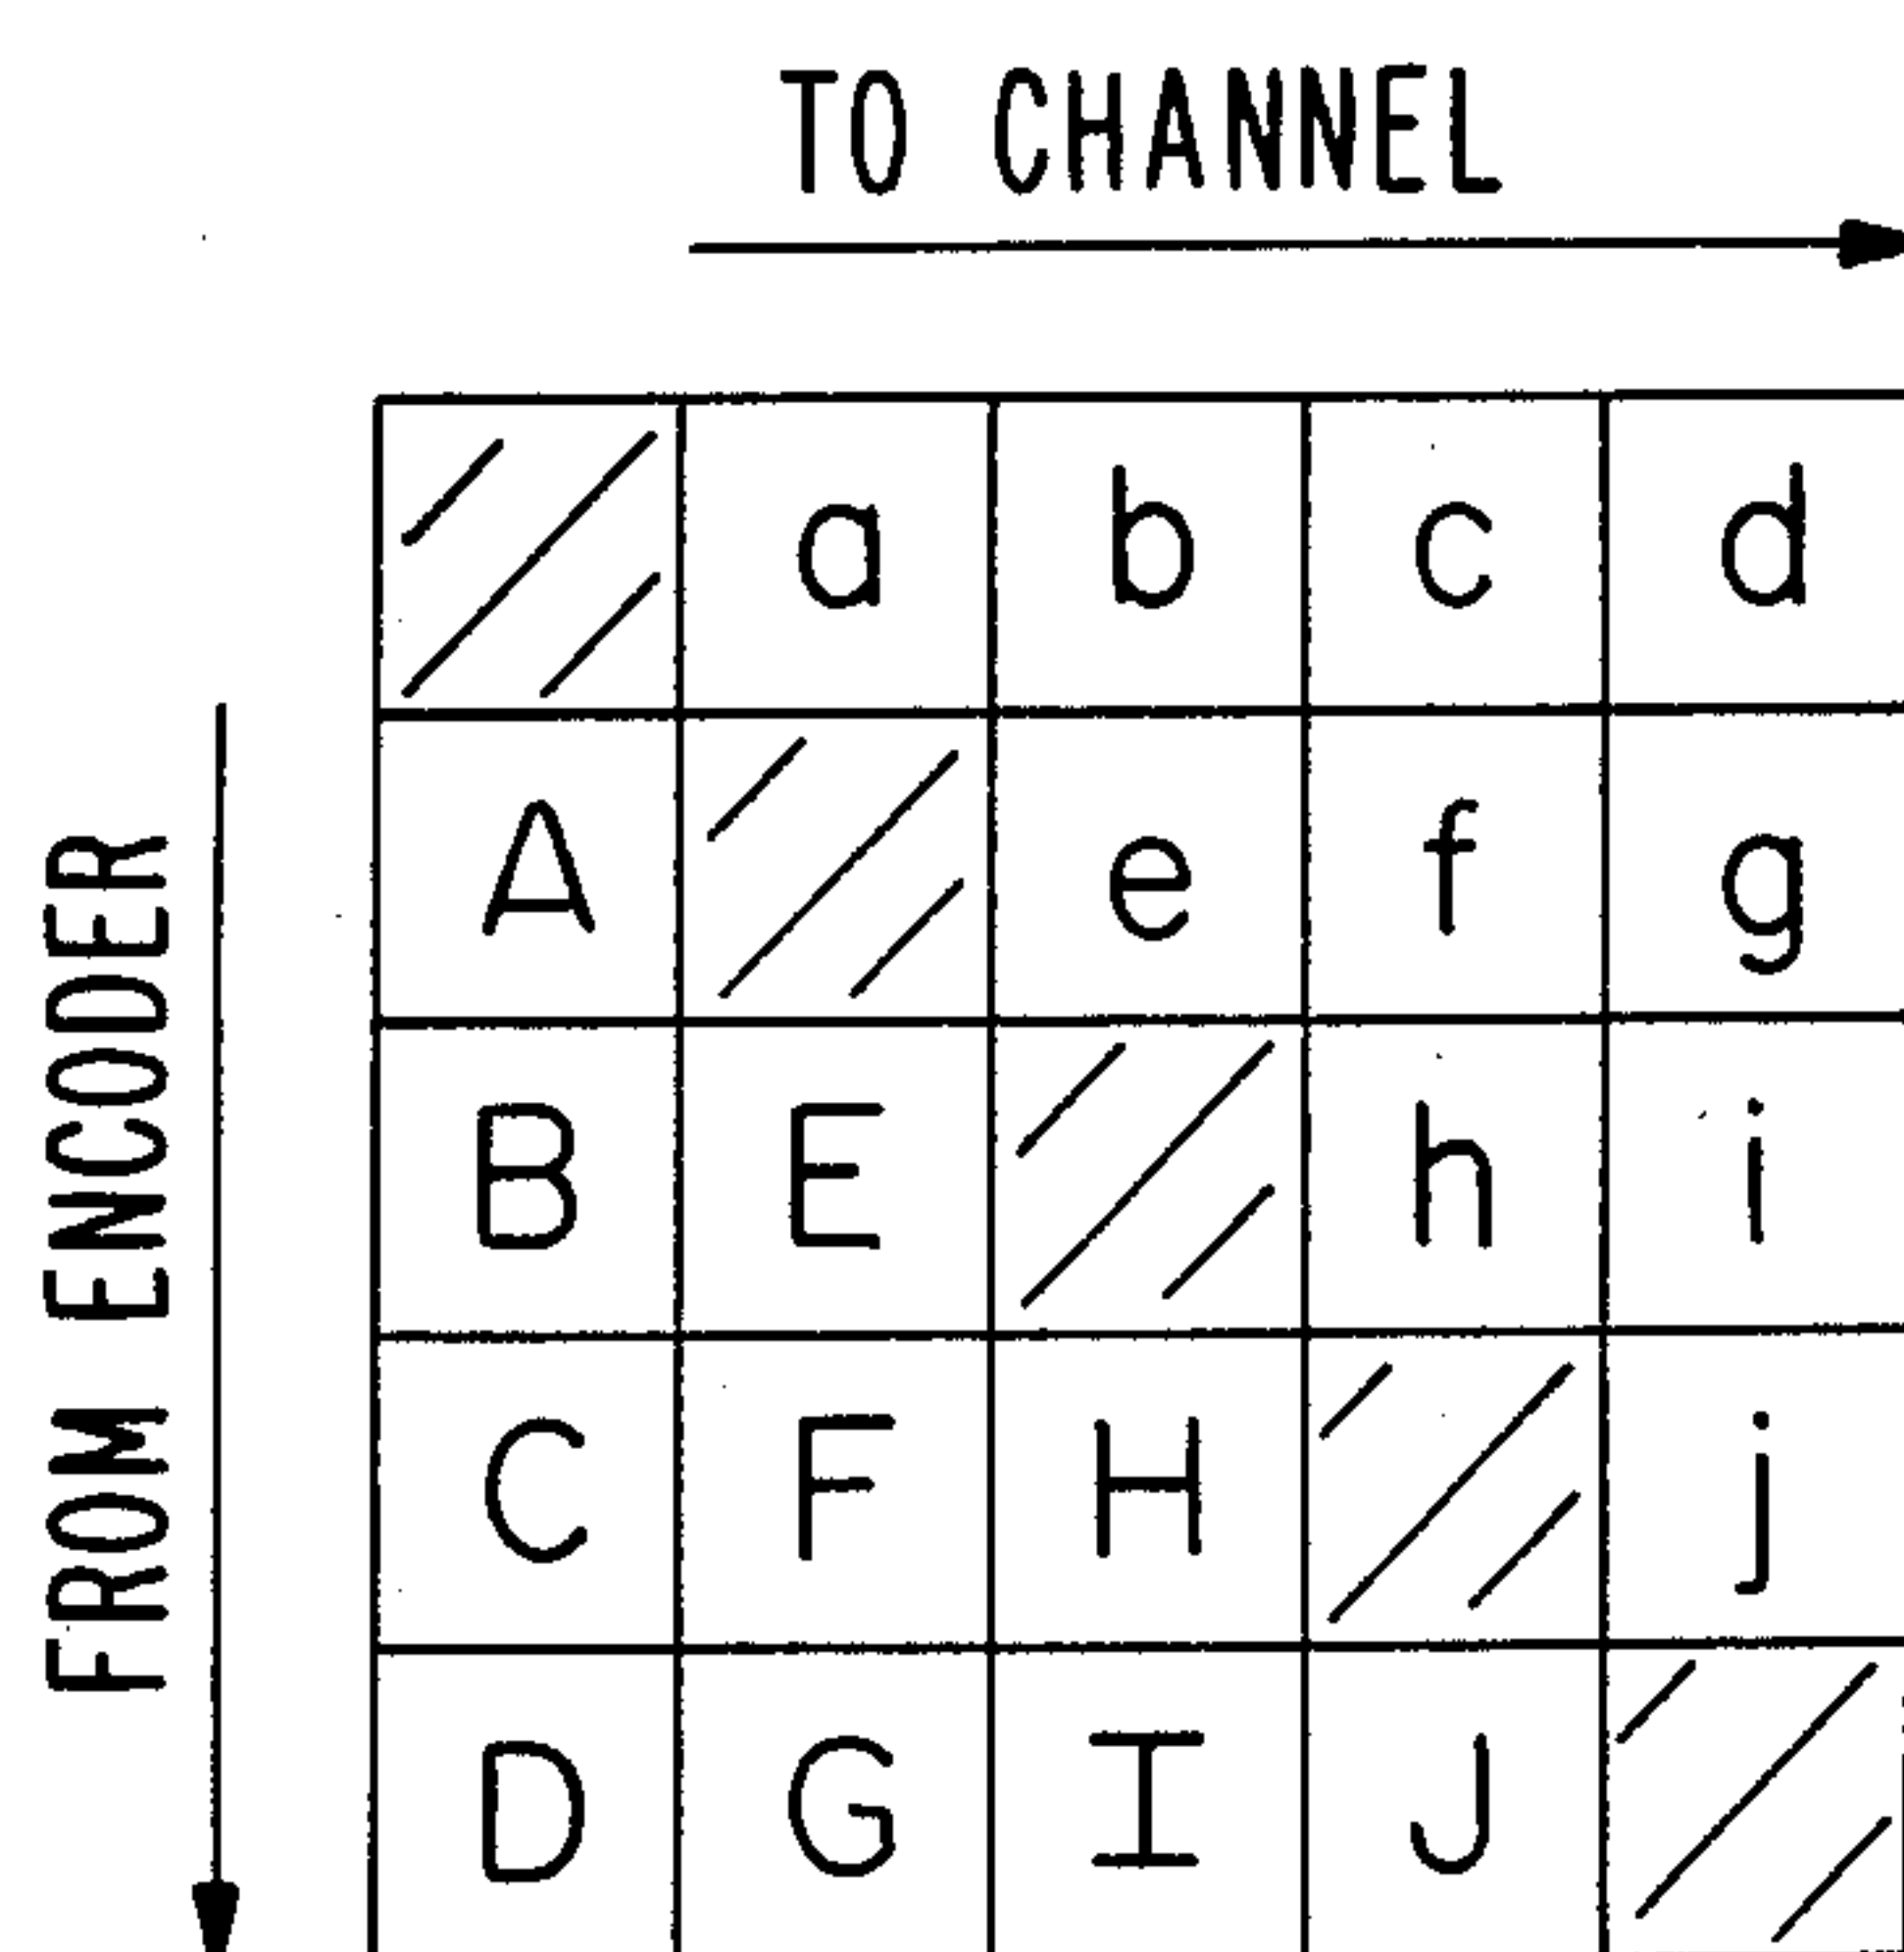 TO CHANNEL
FROM ENCODER
a b c d
A e f g
B E h i
C F H j
D G I J